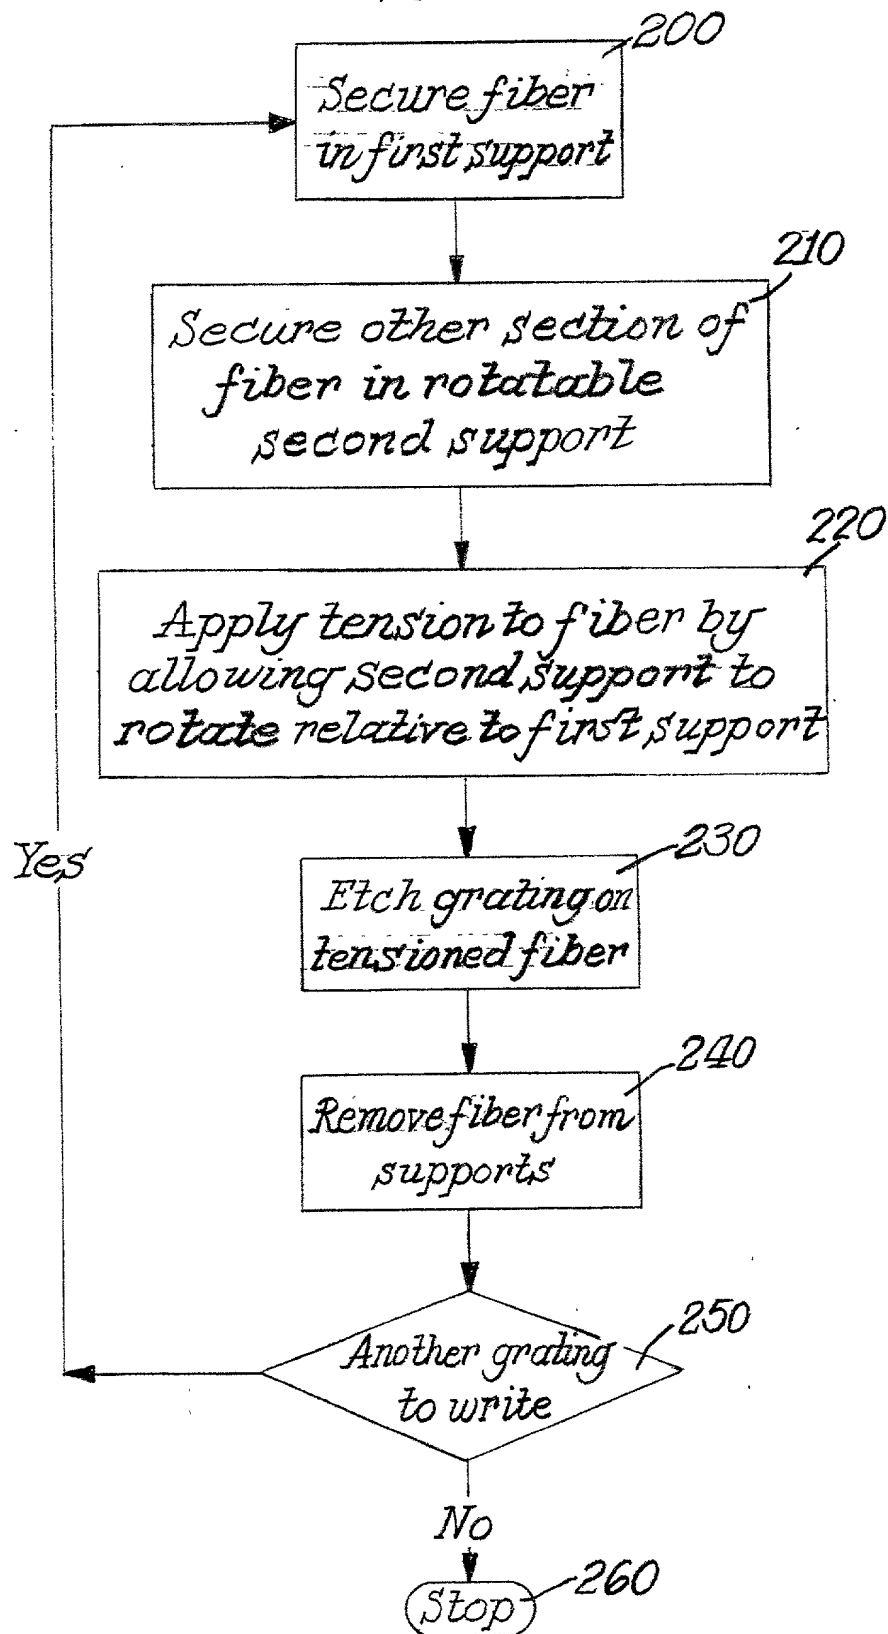 200
Secure fiber
in first support
210
Secure other section of
fiber in rotatable
second support
220
Apply tension to fiber by
allowing second support to
rotate relative to first support
Yes
230
Etch grating on
tensioned fiber
240
Remove fiber from
supports
250
Another grating
to write
No
260
Stop